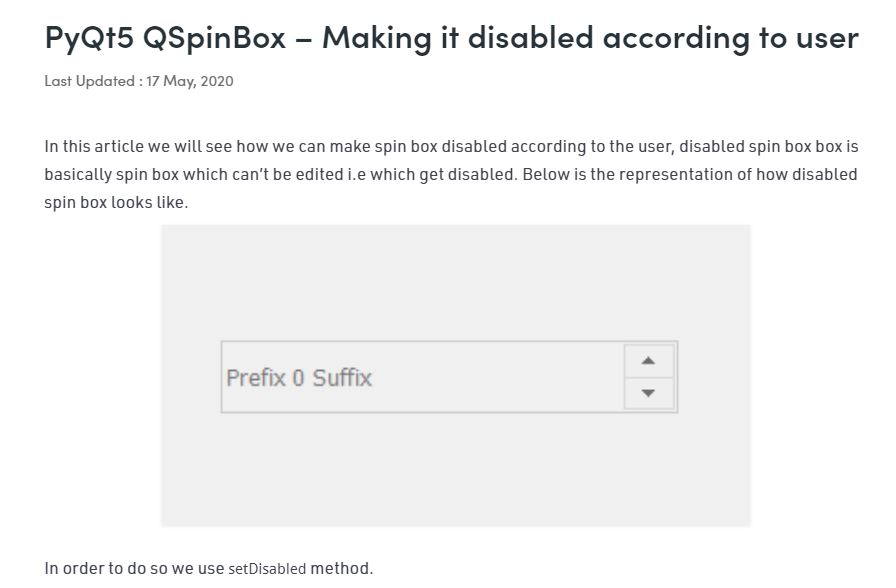 PyQt5 QSpinBox – Making it disabled according to user
Last Updated : 17 May, 2020
In this article we will see how we can make spin box disabled according to the user, disabled spin box box is
basically spin box which can't be edited i.e which get disabled. Below is the representation of how disabled
spin box looks like.
Prefix 0 Suffix
In order to do so we use setDisabled method.